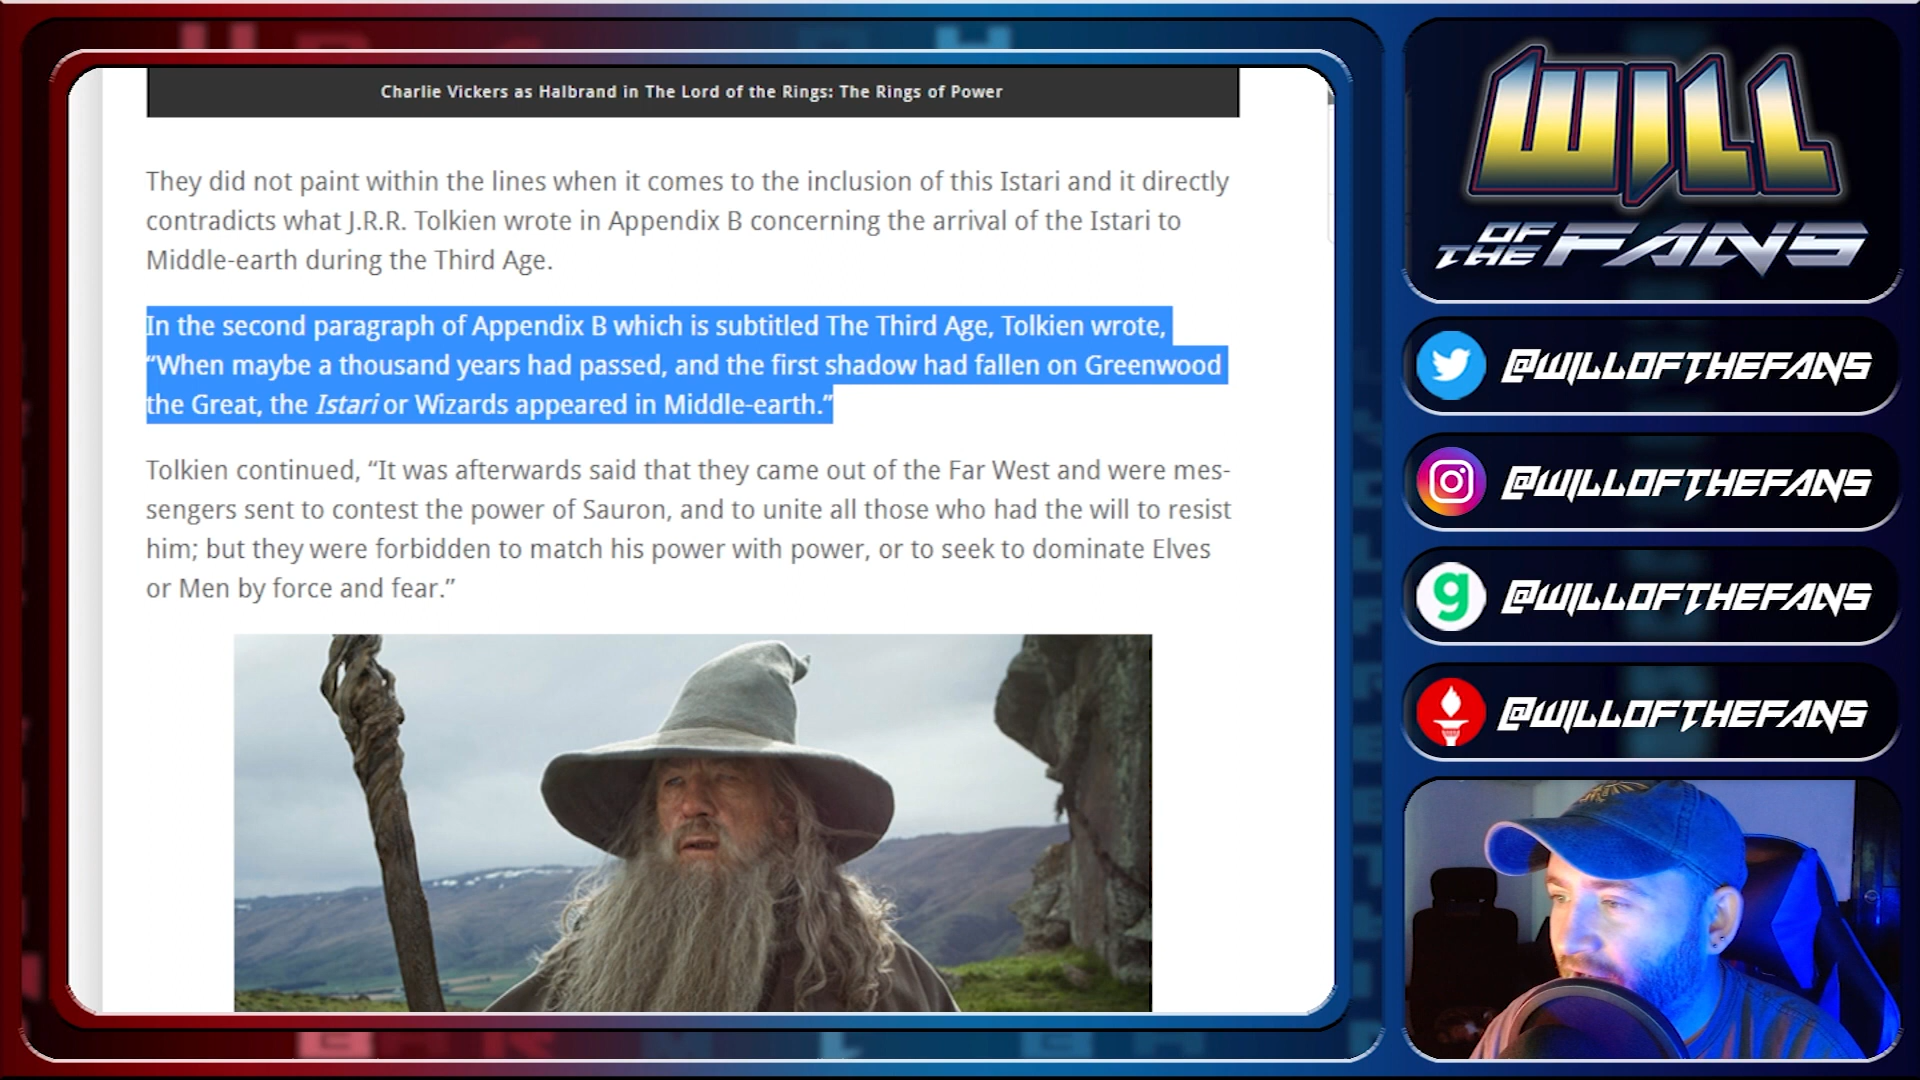 Charlie Vickers as Halbrand in The Lord of the Rings: The Rings of Power
They did not paint within the lines when it comes to the inclusion of this Istari and it directly
contradicts what J.R.R. Tolkien wrote in Appendix B concerning the arrival of the Istari to
Middle-earth during the Third Age.
In the second paragraph of Appendix B which is subtitled The Third Age, Tolkien wrote,
“When maybe a thousand years had passed, and the first shadow had fallen on Greenwood
the Great, the Istari or Wizards appeared in Middle-earth.”
Tolkien continued, “It was afterwards said that they came out of the Far West and were mes-
sengers sent to contest the power of Sauron, and to unite all those who had the will to resist
him; but they were forbidden to match his power with power, or to seek to dominate Elves
or Men by force and fear.”
WILL
OF
THE FANS
@WILLOFTHEFANS
@WILLOFTHEFANS
g
@WILLOFTHEFANS
@WILLOFTHEFANS